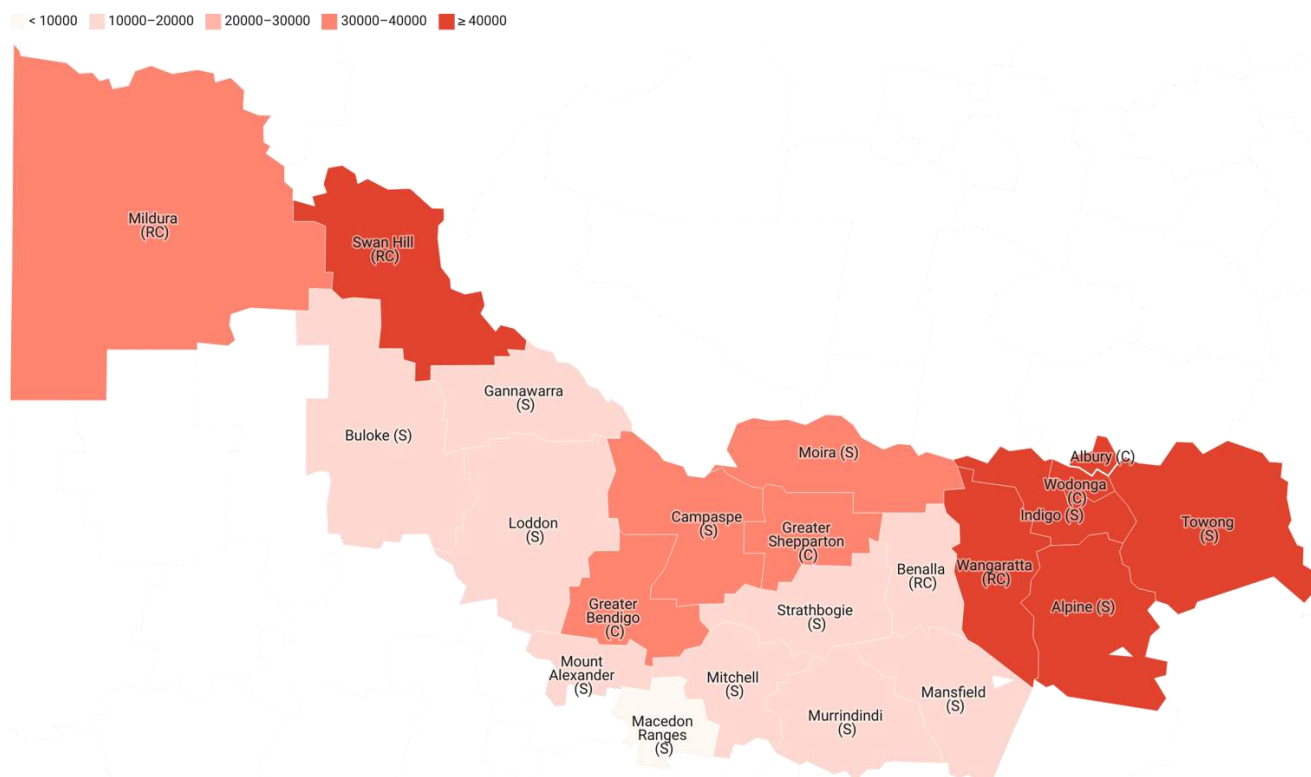 < 10000 10000–20000 20000–30000 30000–40000 ≥ 40000
Mildura
(RC)
Swan Hill
(RC)
Gannawarra
(S)
Buloke (S)
Moira (S)
Albury (C)
Wodonga
(C)
Indigo (S)
Towong
(S)
Loddon
(S)
Campaspe
(S)
Greater
Shepparton
(C)
Benalla
(RC)
Wangaratta
(RC)
Alpine (S)
Greater
Bendigo
(C)
Strathbogie
(S)
Mount
Alexander
(S)
Mitchell
(S)
Mansfield
(S)
Macedon
Ranges
(S)
Murrindindi
(S)